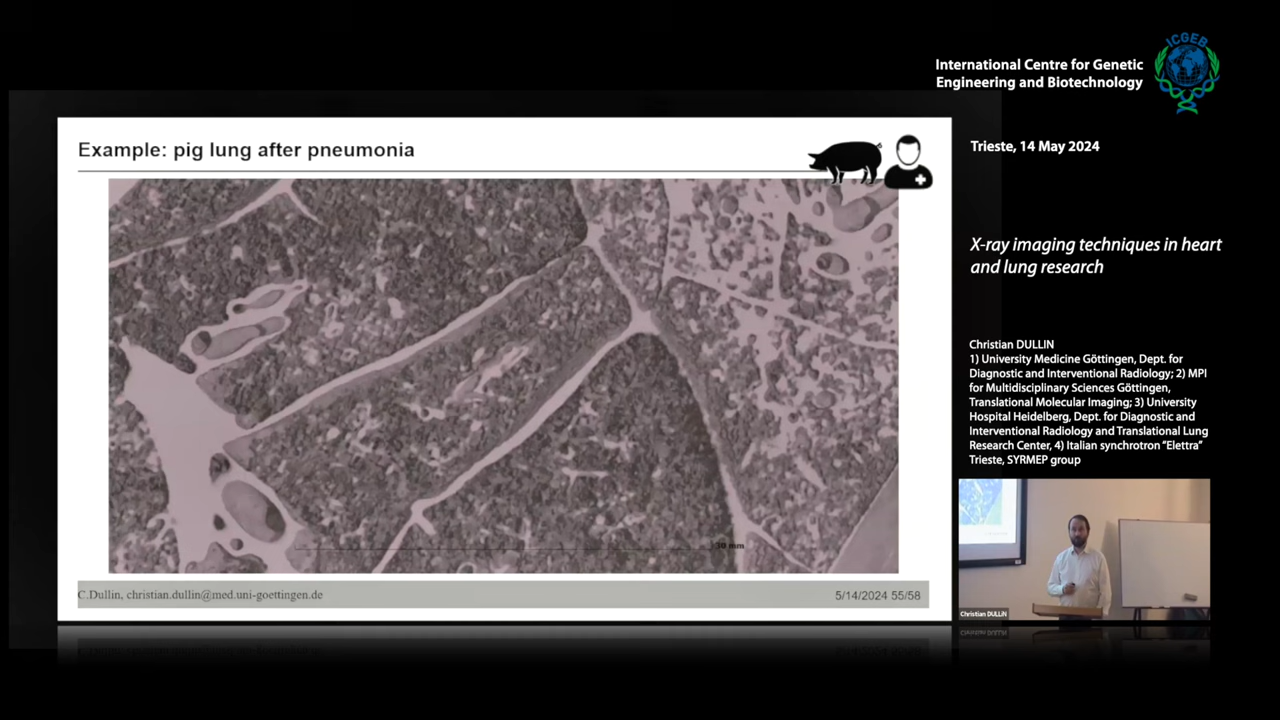 ICGEB
International Centre for Genetic
Engineering and Biotechnology
Example: pig lung after pneumonia
Trieste, 14 May 2024
X-ray imaging techniques in heart
and lung research
Christian DULLIN
1) University Medicine Göttingen, Dept. for
Diagnostic and Interventional Radiology; 2) MPI
for Multidisciplinary Sciences Göttingen,
Translational Molecular Imaging; 3) University
Hospital Heidelberg, Dept. for Diagnostic and
Interventional Radiology and Translational Lung
Research Center, 4) Italian synchrotron "Elettra"
Trieste, SYRMEP group
30 mm
C.Dullin, christian.dullin@med.uni-goettingen.de
5/14/2024 55/58
Christian DULLIN